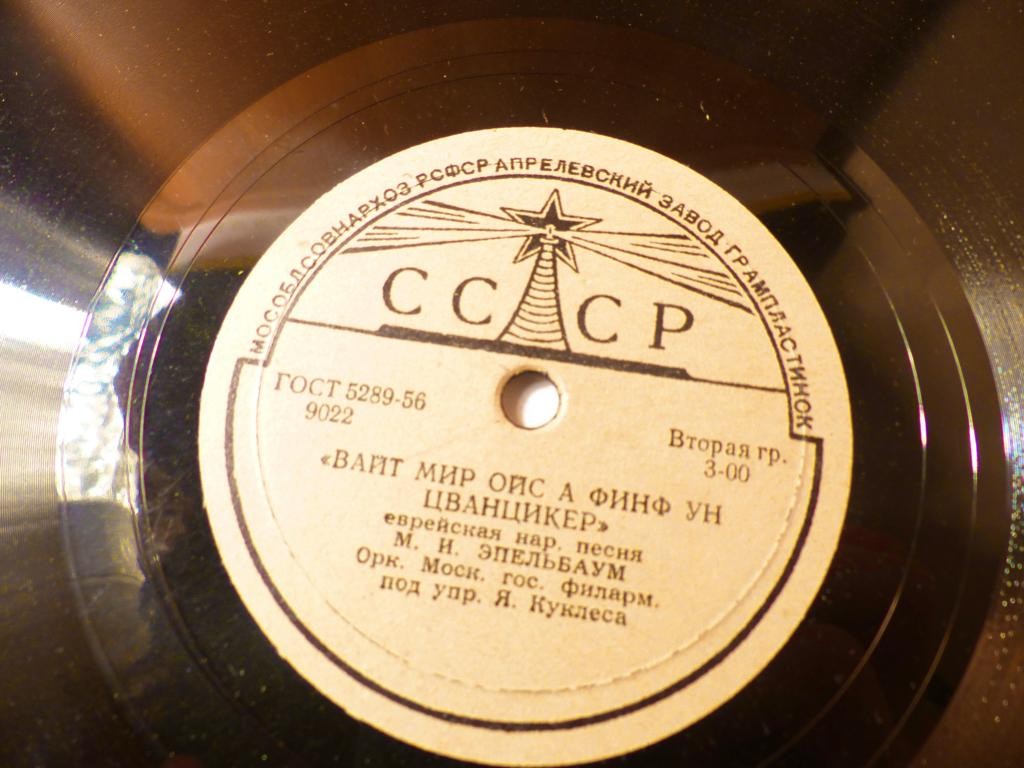 МОСОБЛСОВНАРХОЗ РСФСР АПРЕЛЕВСКИЙ ЗАВОД ГРАМПЛАСТИНОК
СССР
ГОСТ 5289-56
9022
Вторая гр.
3-00
«ВАЙТ МИР ОЙС А ФИНФ УН
ЦВАНЦИКЕР»
еврейская нар. песня
М. И. ЭПЕЛЬБАУМ
Орк. Моск. гос. филарм.
под упр. Я. Куклеса